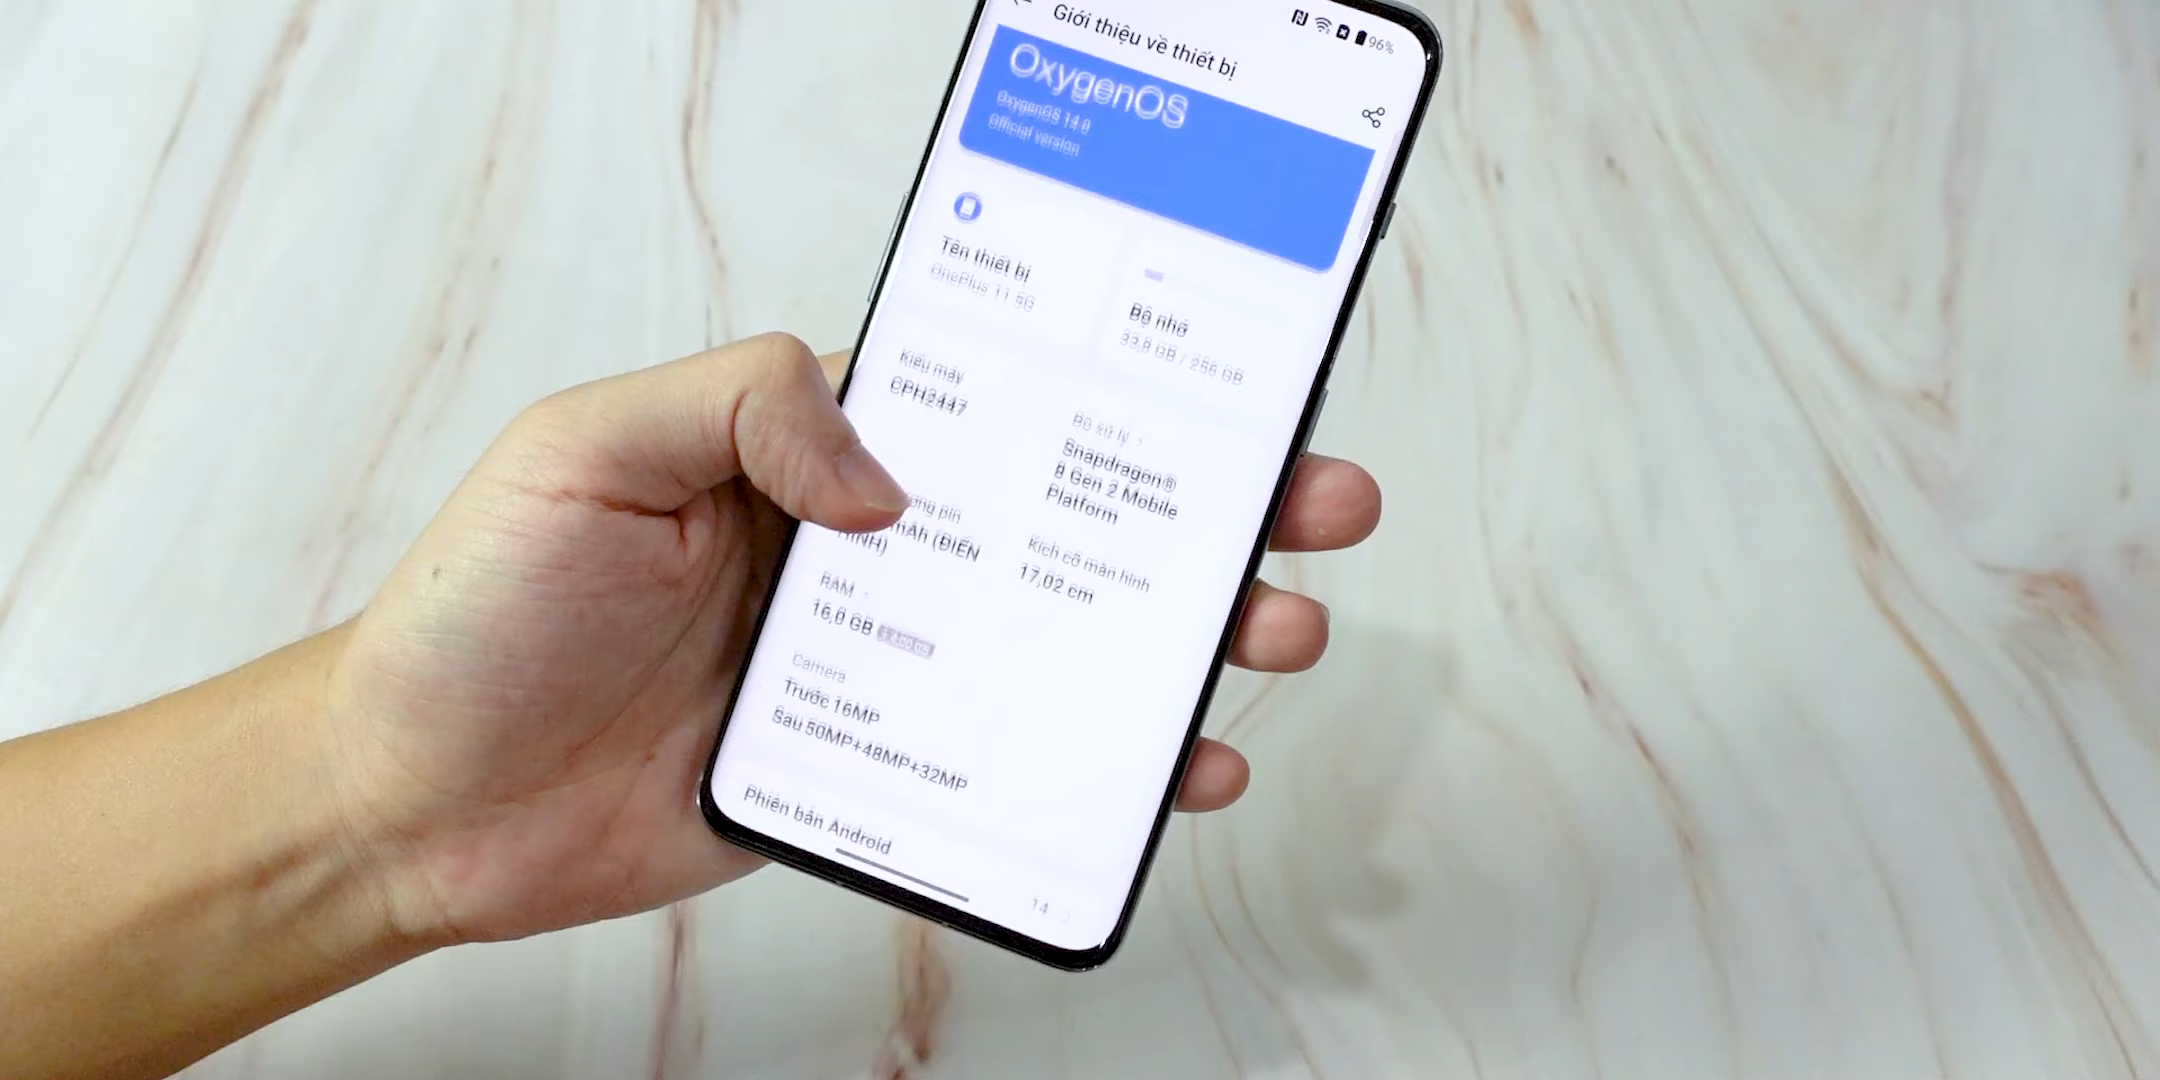 Giới thiệu về thiết bị
96%
OxygenOS
OxygenOS 14.0
Official version
Tên thiết bị
OnePlus 11 5G
Bộ nhớ
33,8 GB / 256 GB
Kiểu máy
CPH2447
Bộ xử lý
Snapdragon®
8 Gen 2 Mobile
Platform
pin
mAh (ĐIỂN
HÌNH)
Kích cỡ màn hình
17,02 cm
RAM
16,0 GB
Camera
Trước 16MP
Sau 50MP+48MP+32MP
Phiên bản Android
14